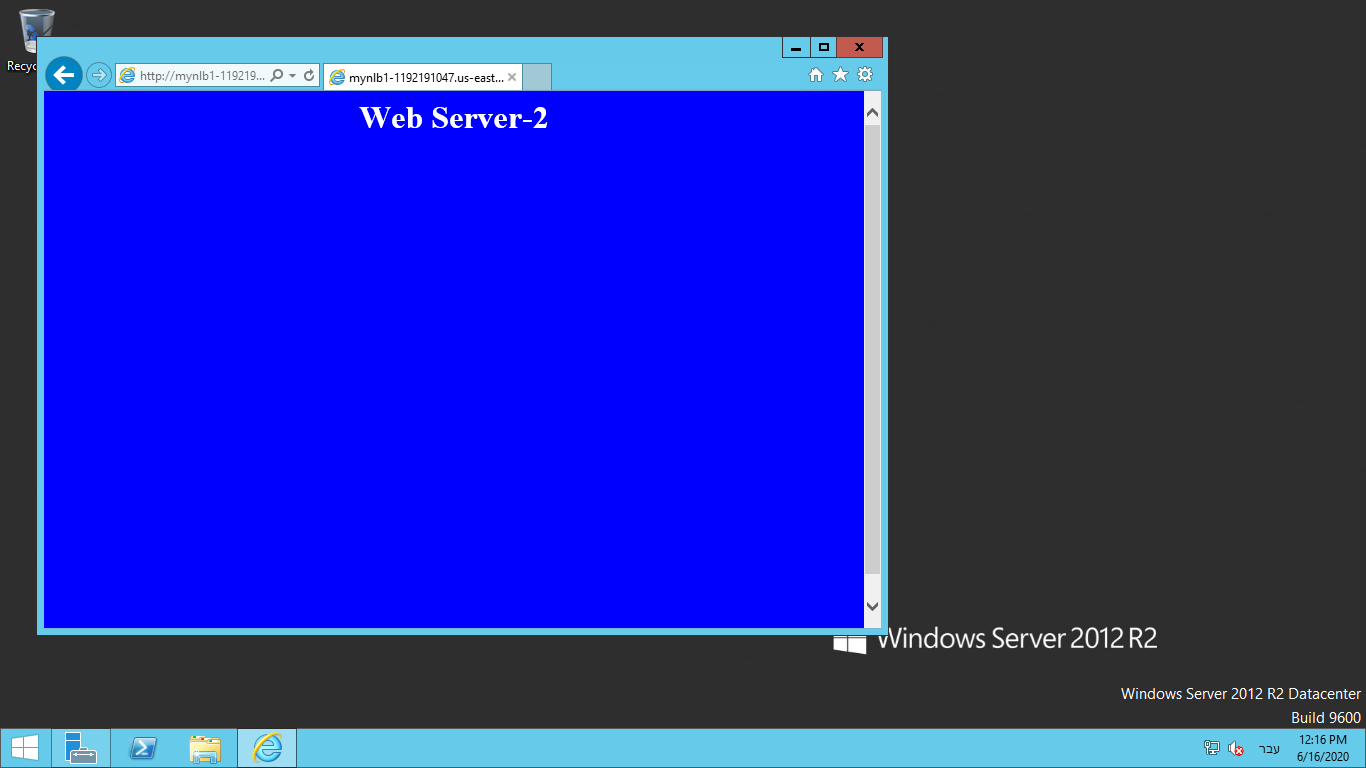 Recyc
http://mynlb1-119219...
mynlb1-1192191047.us-east...
Web Server-2
Windows Server 2012 R2
Windows Server 2012 R2 Datacenter
Build 9600
עבר
12:16 PM
6/16/2020